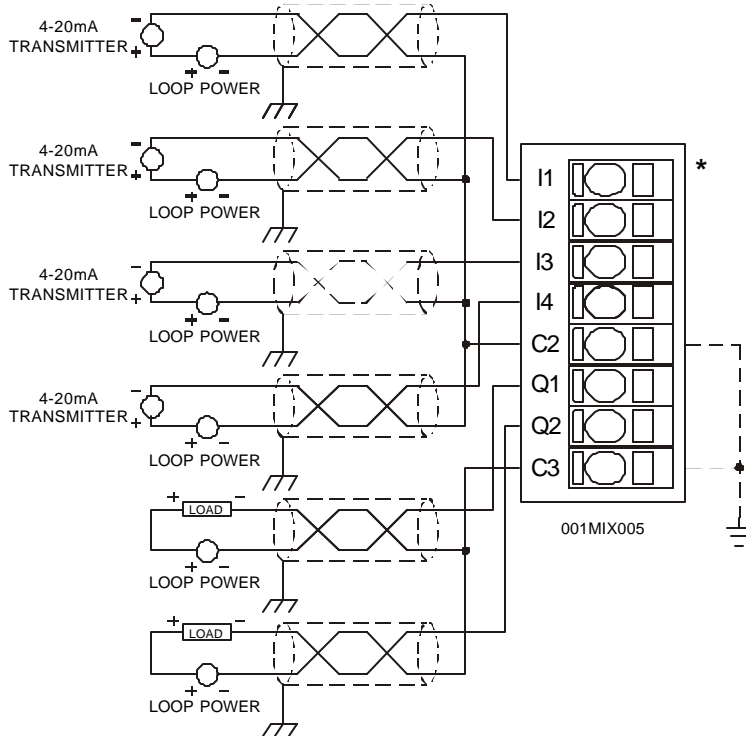 4-20mA
TRANSMITTER
-
+
+ -
LOOP POWER
4-20mA
TRANSMITTER
-
+
+ -
LOOP POWER
4-20mA
TRANSMITTER
-
+
+ -
LOOP POWER
4-20mA
TRANSMITTER
-
+
+ -
LOOP POWER
+ LOAD -
+ -
LOOP POWER
+ LOAD -
+ -
LOOP POWER
*
I1
I2
I3
I4
C2
Q1
Q2
C3
001MIX005